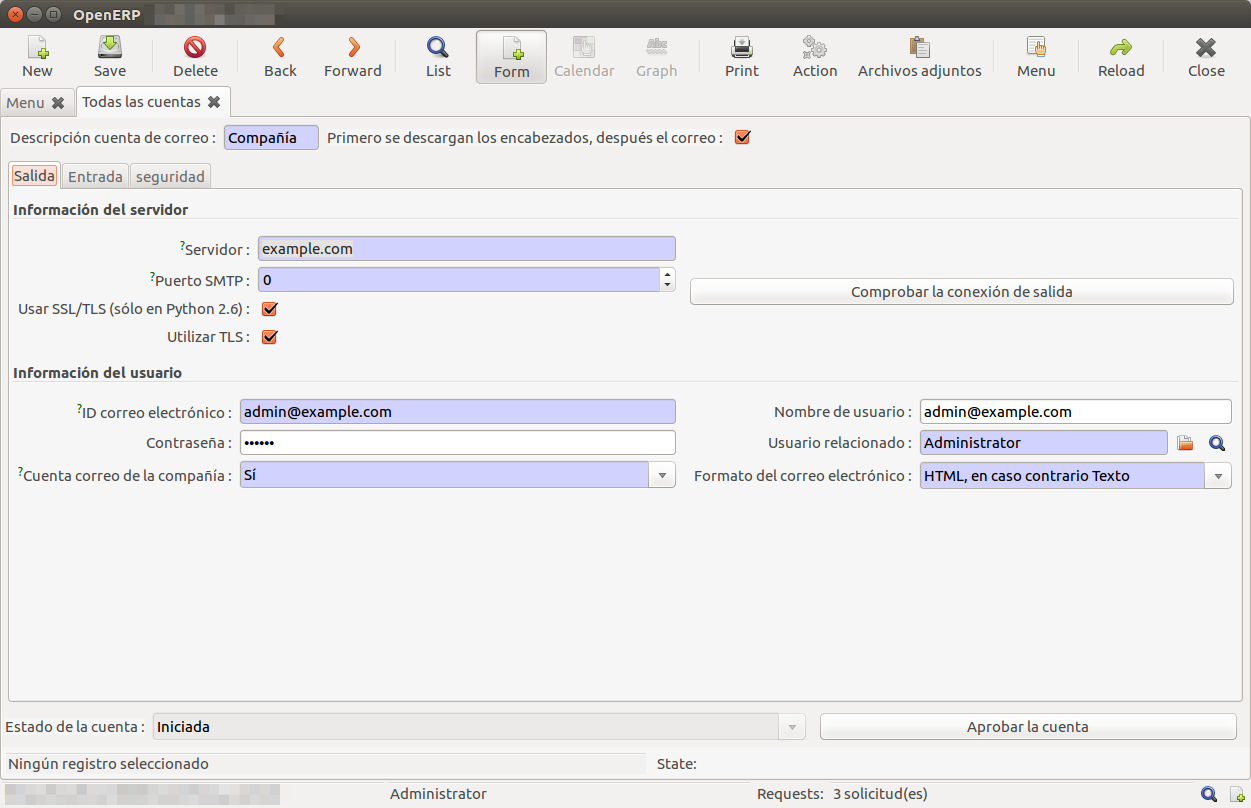 OpenERP
New Save Delete Back Forward List Form Calendar Graph Print Action Archivos adjuntos Menu Reload Close
Menu Todas las cuentas
Descripción cuenta de correo : Compañía Primero se descargan los encabezados, después el correo :
Salida Entrada seguridad
Información del servidor
?Servidor : example.com
?Puerto SMTP : 0
Comprobar la conexión de salida
Usar SSL/TLS (sólo en Python 2.6) :
Utilizar TLS :
Información del usuario
?ID correo electrónico : admin@example.com Nombre de usuario : admin@example.com
Contraseña : •••••• Usuario relacionado : Administrator
?Cuenta correo de la compañía : Sí Formato del correo electrónico : HTML, en caso contrario Texto
Estado de la cuenta : Iniciada Aprobar la cuenta
Ningún registro seleccionado State:
Administrator Requests: 3 solicitud(es)